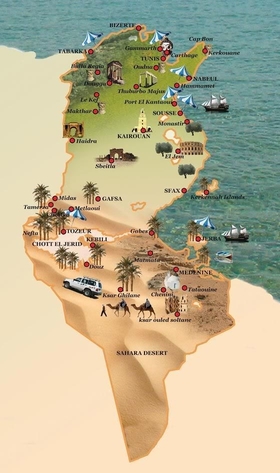 BIZERTE
Cap Bon
Gammarth
TABARKA
Carthage
Kerkouane
TUNIS
Bulla Regia
Oudna
NABEUL
Dougga
Hammamet
Thuburbo Majus
Le Kef
Port El Kantaoui
Makthar
SOUSSE
Monastir
KAIROUAN
Haidra
El Jem
Sbeitla
SFAX
Kerkennah Islands
Midas
GAFSA
Tamerza
Metlaoui
Nefta
TOZEUR
Gabes
JERBA
CHOTT EL JERID
KEBILI
Matmata
Douz
MEDENINE
Ksar Ghilane
Chenini
Tataouine
ksar ouled soltane
SAHARA DESERT